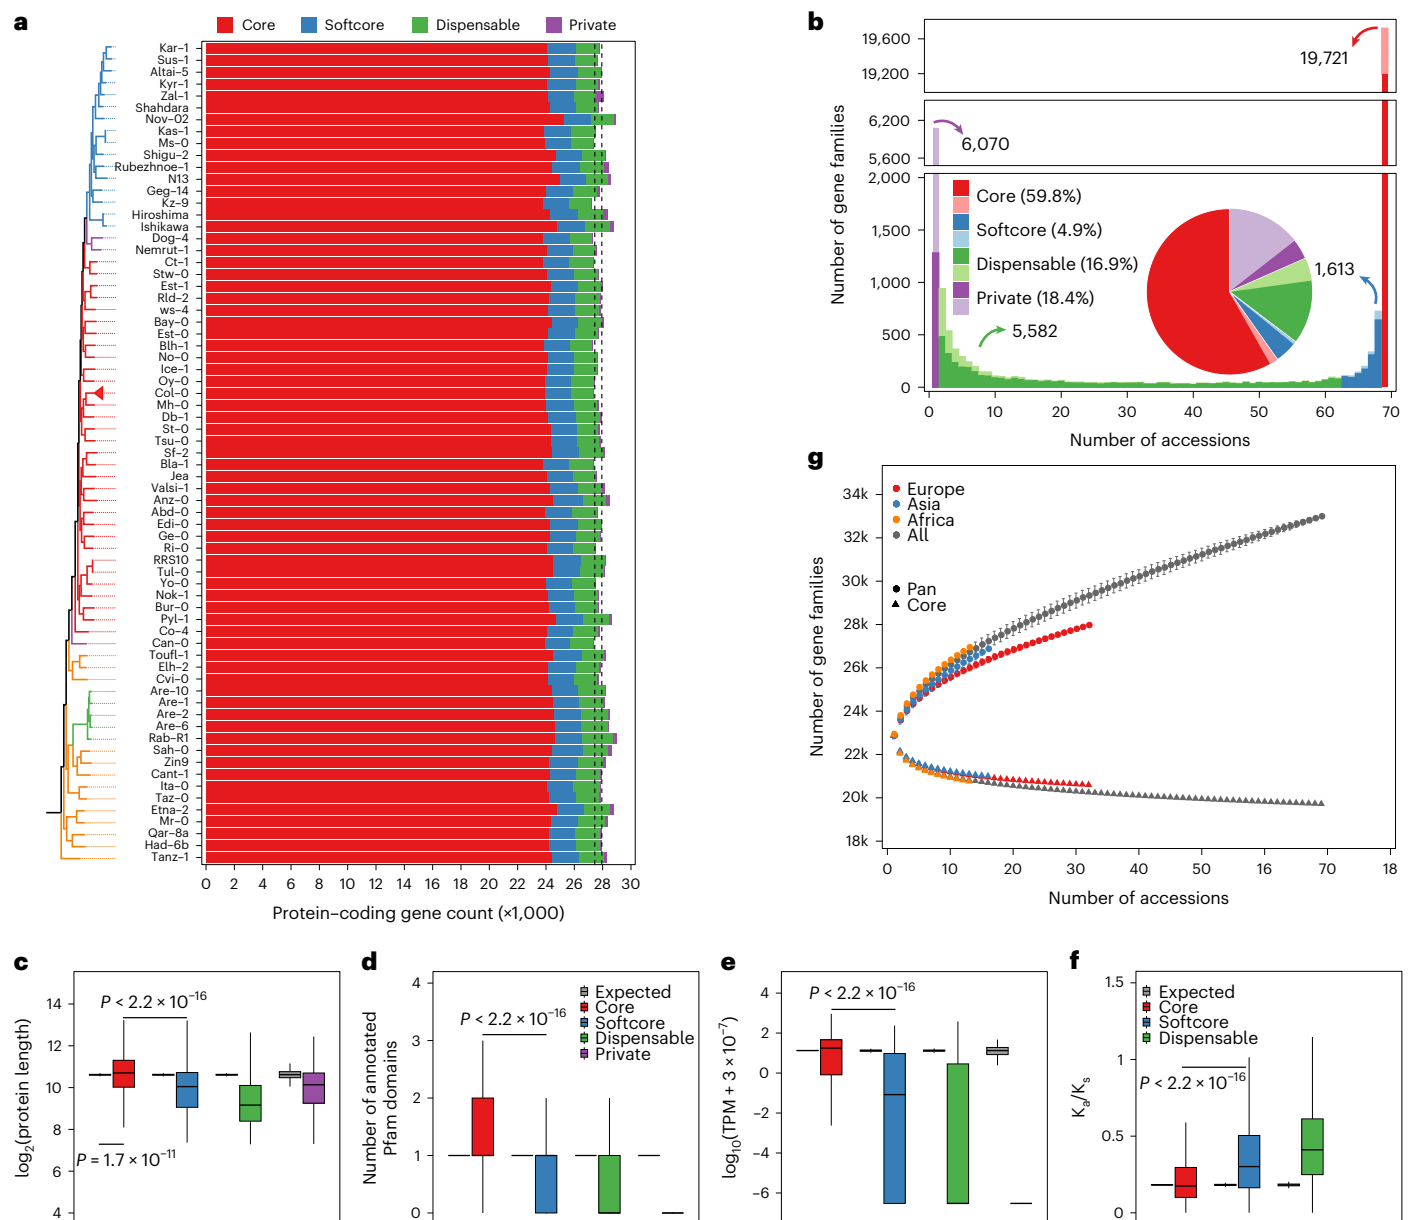 a
Core Softcore Dispensable Private
Kar–1
Sus–1
Altai–5
Kyr–1
Zal–1
Shahdara
Nov–02
Kas–1
Ms–0
Shigu–2
Rubezhnoe–1
N13
Geg–14
Kz–9
Hiroshima
Ishikawa
Dog–4
Nemrut–1
Ct–1
Stw–0
Est–1
Rld–2
ws–4
Bay–0
Est–0
Blh–1
No–0
Ice–1
Oy–0
Col–0
Mh–0
Db–1
St–0
Tsu–0
Sf–2
Bla–1
Jea
Valsi–1
Anz–0
Abd–0
Edi–0
Ge–0
Ri–0
RRS10
Tul–0
Yo–0
Nok–1
Bur–0
Pyl–1
Co–4
Can–0
Toufl–1
Elh–2
Cvi–0
Are–10
Are–1
Are–2
Are–6
Rab–R1
Sah–0
Zin9
Cant–1
Ita–0
Taz–0
Etna–2
Mr–0
Qar–8a
Had–6b
Tanz–1
0 2 4 6 8 10 12 14 16 18 20 22 24 26 28 30
Protein–coding gene count (×1,000)
b
Number of gene families
19,600
19,200
19,721
6,200
5,600
6,070
2,000
1,500
1,000
500
0
Core (59.8%)
Softcore (4.9%)
Dispensable (16.9%)
Private (18.4%)
1,613
5,582
0 10 20 30 40 50 60 70
Number of accessions
g
Number of gene families
34k
32k
30k
28k
26k
24k
22k
20k
18k
Europe
Asia
Africa
All
Pan
Core
0 10 20 30 40 50 16 70 18
Number of accessions
c
log2(protein length)
14
12
10
8
6
4
P < 2.2 × 10−16
P = 1.7 × 10−11
d
Number of annotated
Pfam domains
4
3
2
1
0
P < 2.2 × 10−16
Expected
Core
Softcore
Dispensable
Private
e
log10(TPM + 3 × 10−7)
4
2
0
−2
−4
−6
P < 2.2 × 10−16
f
Ka/Ks
1.5
1
0.5
0
Expected
Core
Softcore
Dispensable
P < 2.2 × 10−16